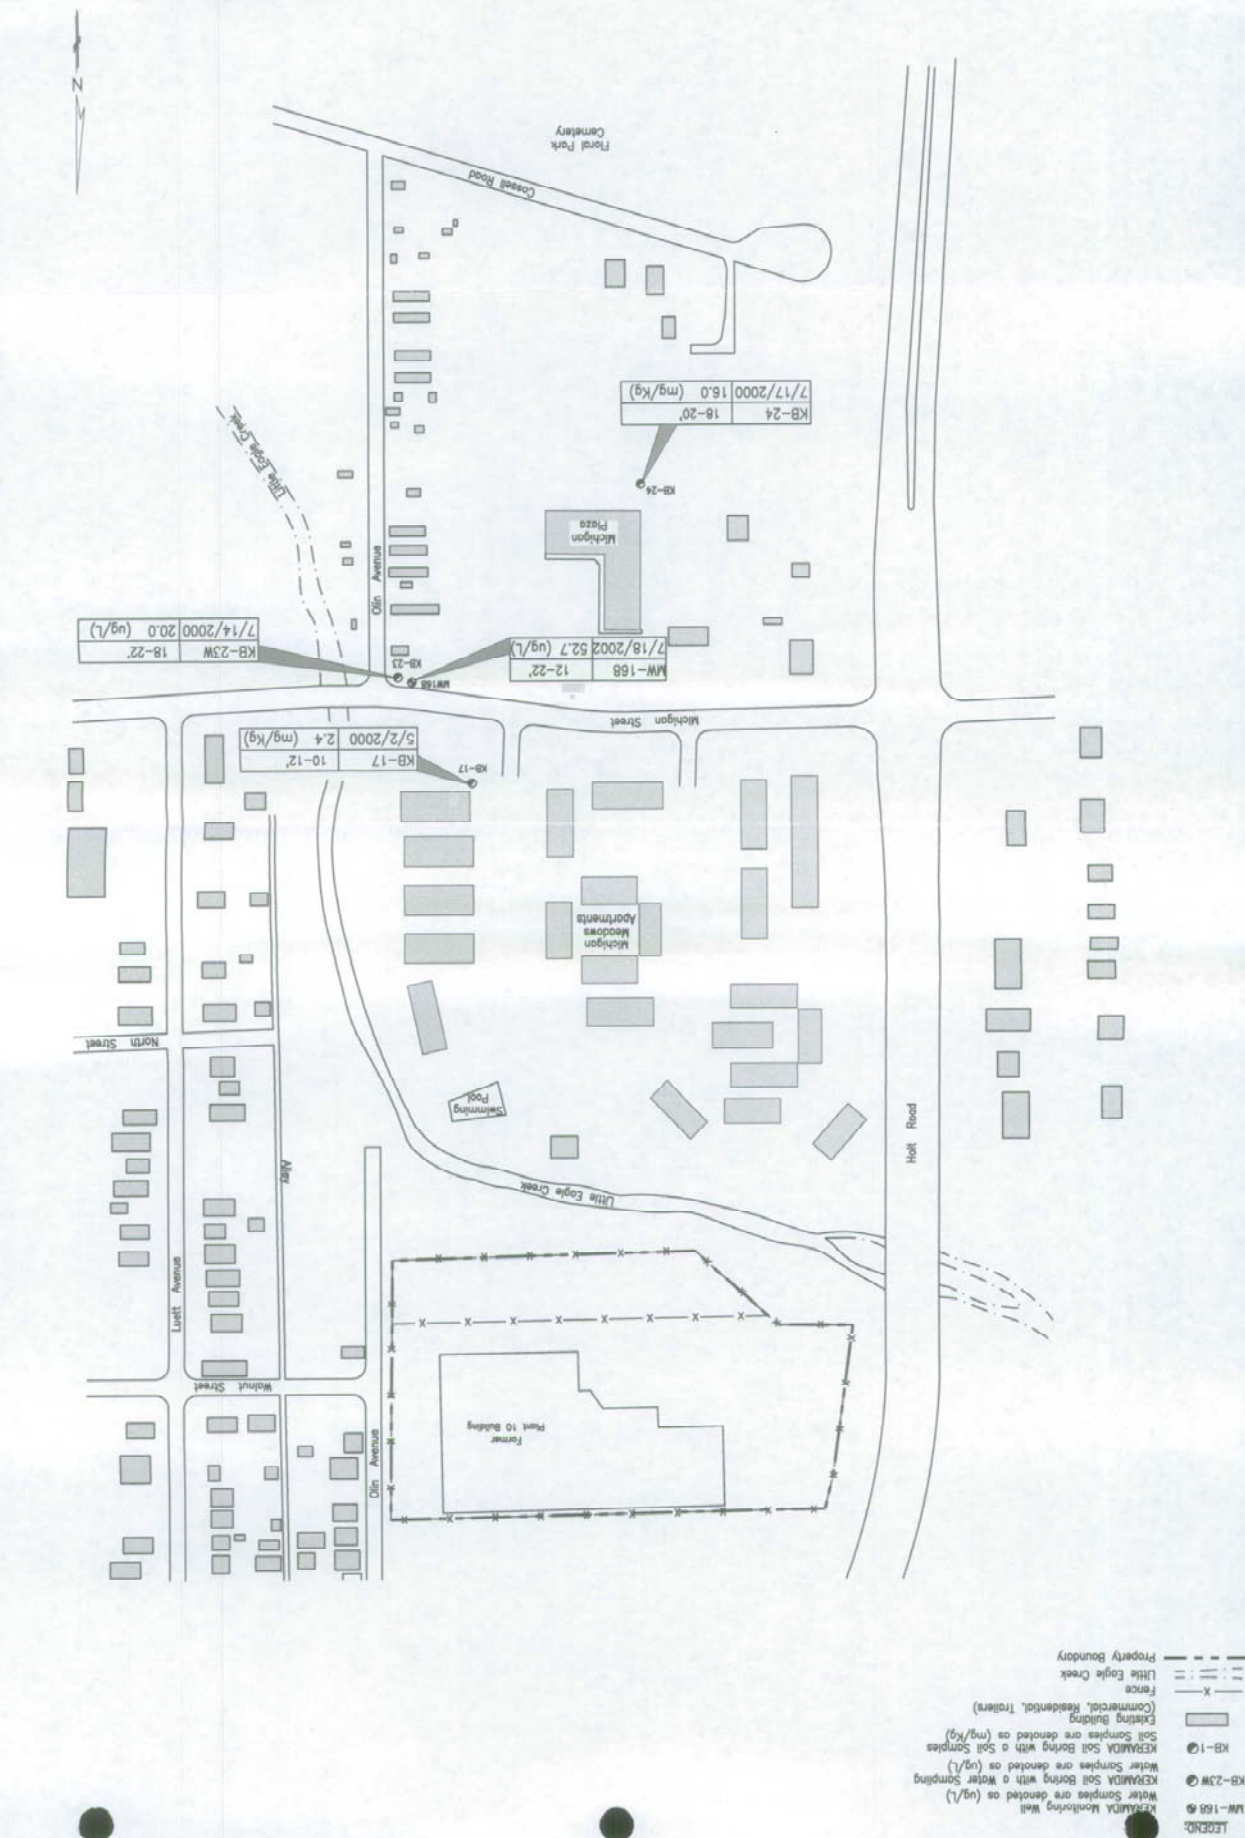 LEGEND:
MW-168 KERAMIDA Monitoring Well
Water Samples are denoted as (ug/L)
KB-23W KERAMIDA Soil Boring with a Water Sampling
Water Samples are denoted as (ug/L)
KB-1 KERAMIDA Soil Boring with a Soil Samples
Soil Samples are denoted as (mg/Kg)
Existing Building
(Commercial, Residential, Trailers)
X Fence
Little Eagle Creek
Property Boundary
Former
Plant 10 Building
Olin Avenue
Walnut Street
Luett Avenue
Little Eagle Creek
Alley
Holt Road
Swimming
Pool
North Street
Michigan
Meadows
Apartments
KB-17
KB-17 10-12'
5/2/2000 2.4 (mg/Kg)
Michigan Street
MW168
KB-23
MW-168 12-22'
7/18/2002 52.7 (ug/L)
KB-23W 18-22'
7/14/2000 20.0 (ug/L)
Olin Avenue
Michigan
Plaza
KB-24
Little Eagle Creek
KB-24 18-20'
7/17/2000 16.0 (mg/Kg)
Cossell Road
Floral Park
Cemetery
N